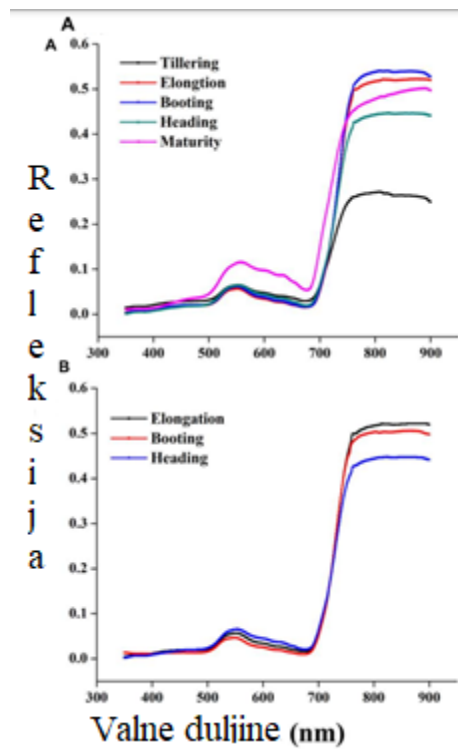 A
A
0.6
0.5
0.4
0.3
0.2
0.1
0.0
Tillering
Elongtion
Booting
Heading
Maturity
300 400 500 600 700 800 900
B
0.6
0.5
0.4
0.3
0.2
0.1
0.0
Elongation
Booting
Heading
300 400 500 600 700 800 900
Refleksija
Valne duljine (nm)